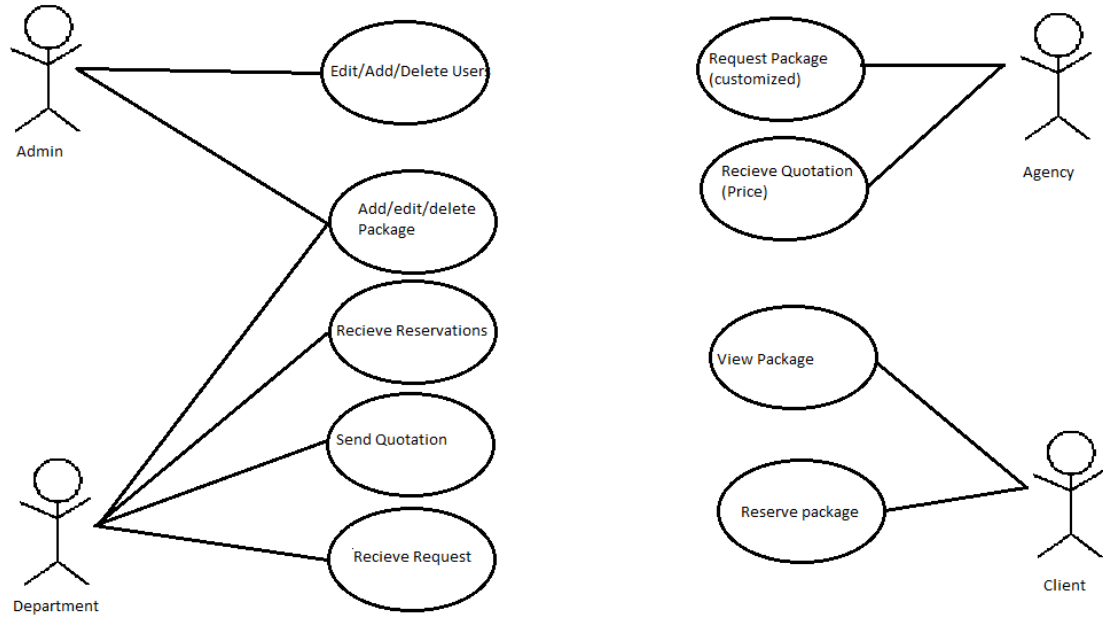 Edit/Add/Delete Users
Admin
Add/edit/delete
Package
Recieve Reservations
Send Quotation
Recieve Request
Department
Request Package
(customized)
Recieve Quotation
(Price)
Agency
View Package
Reserve package
Client